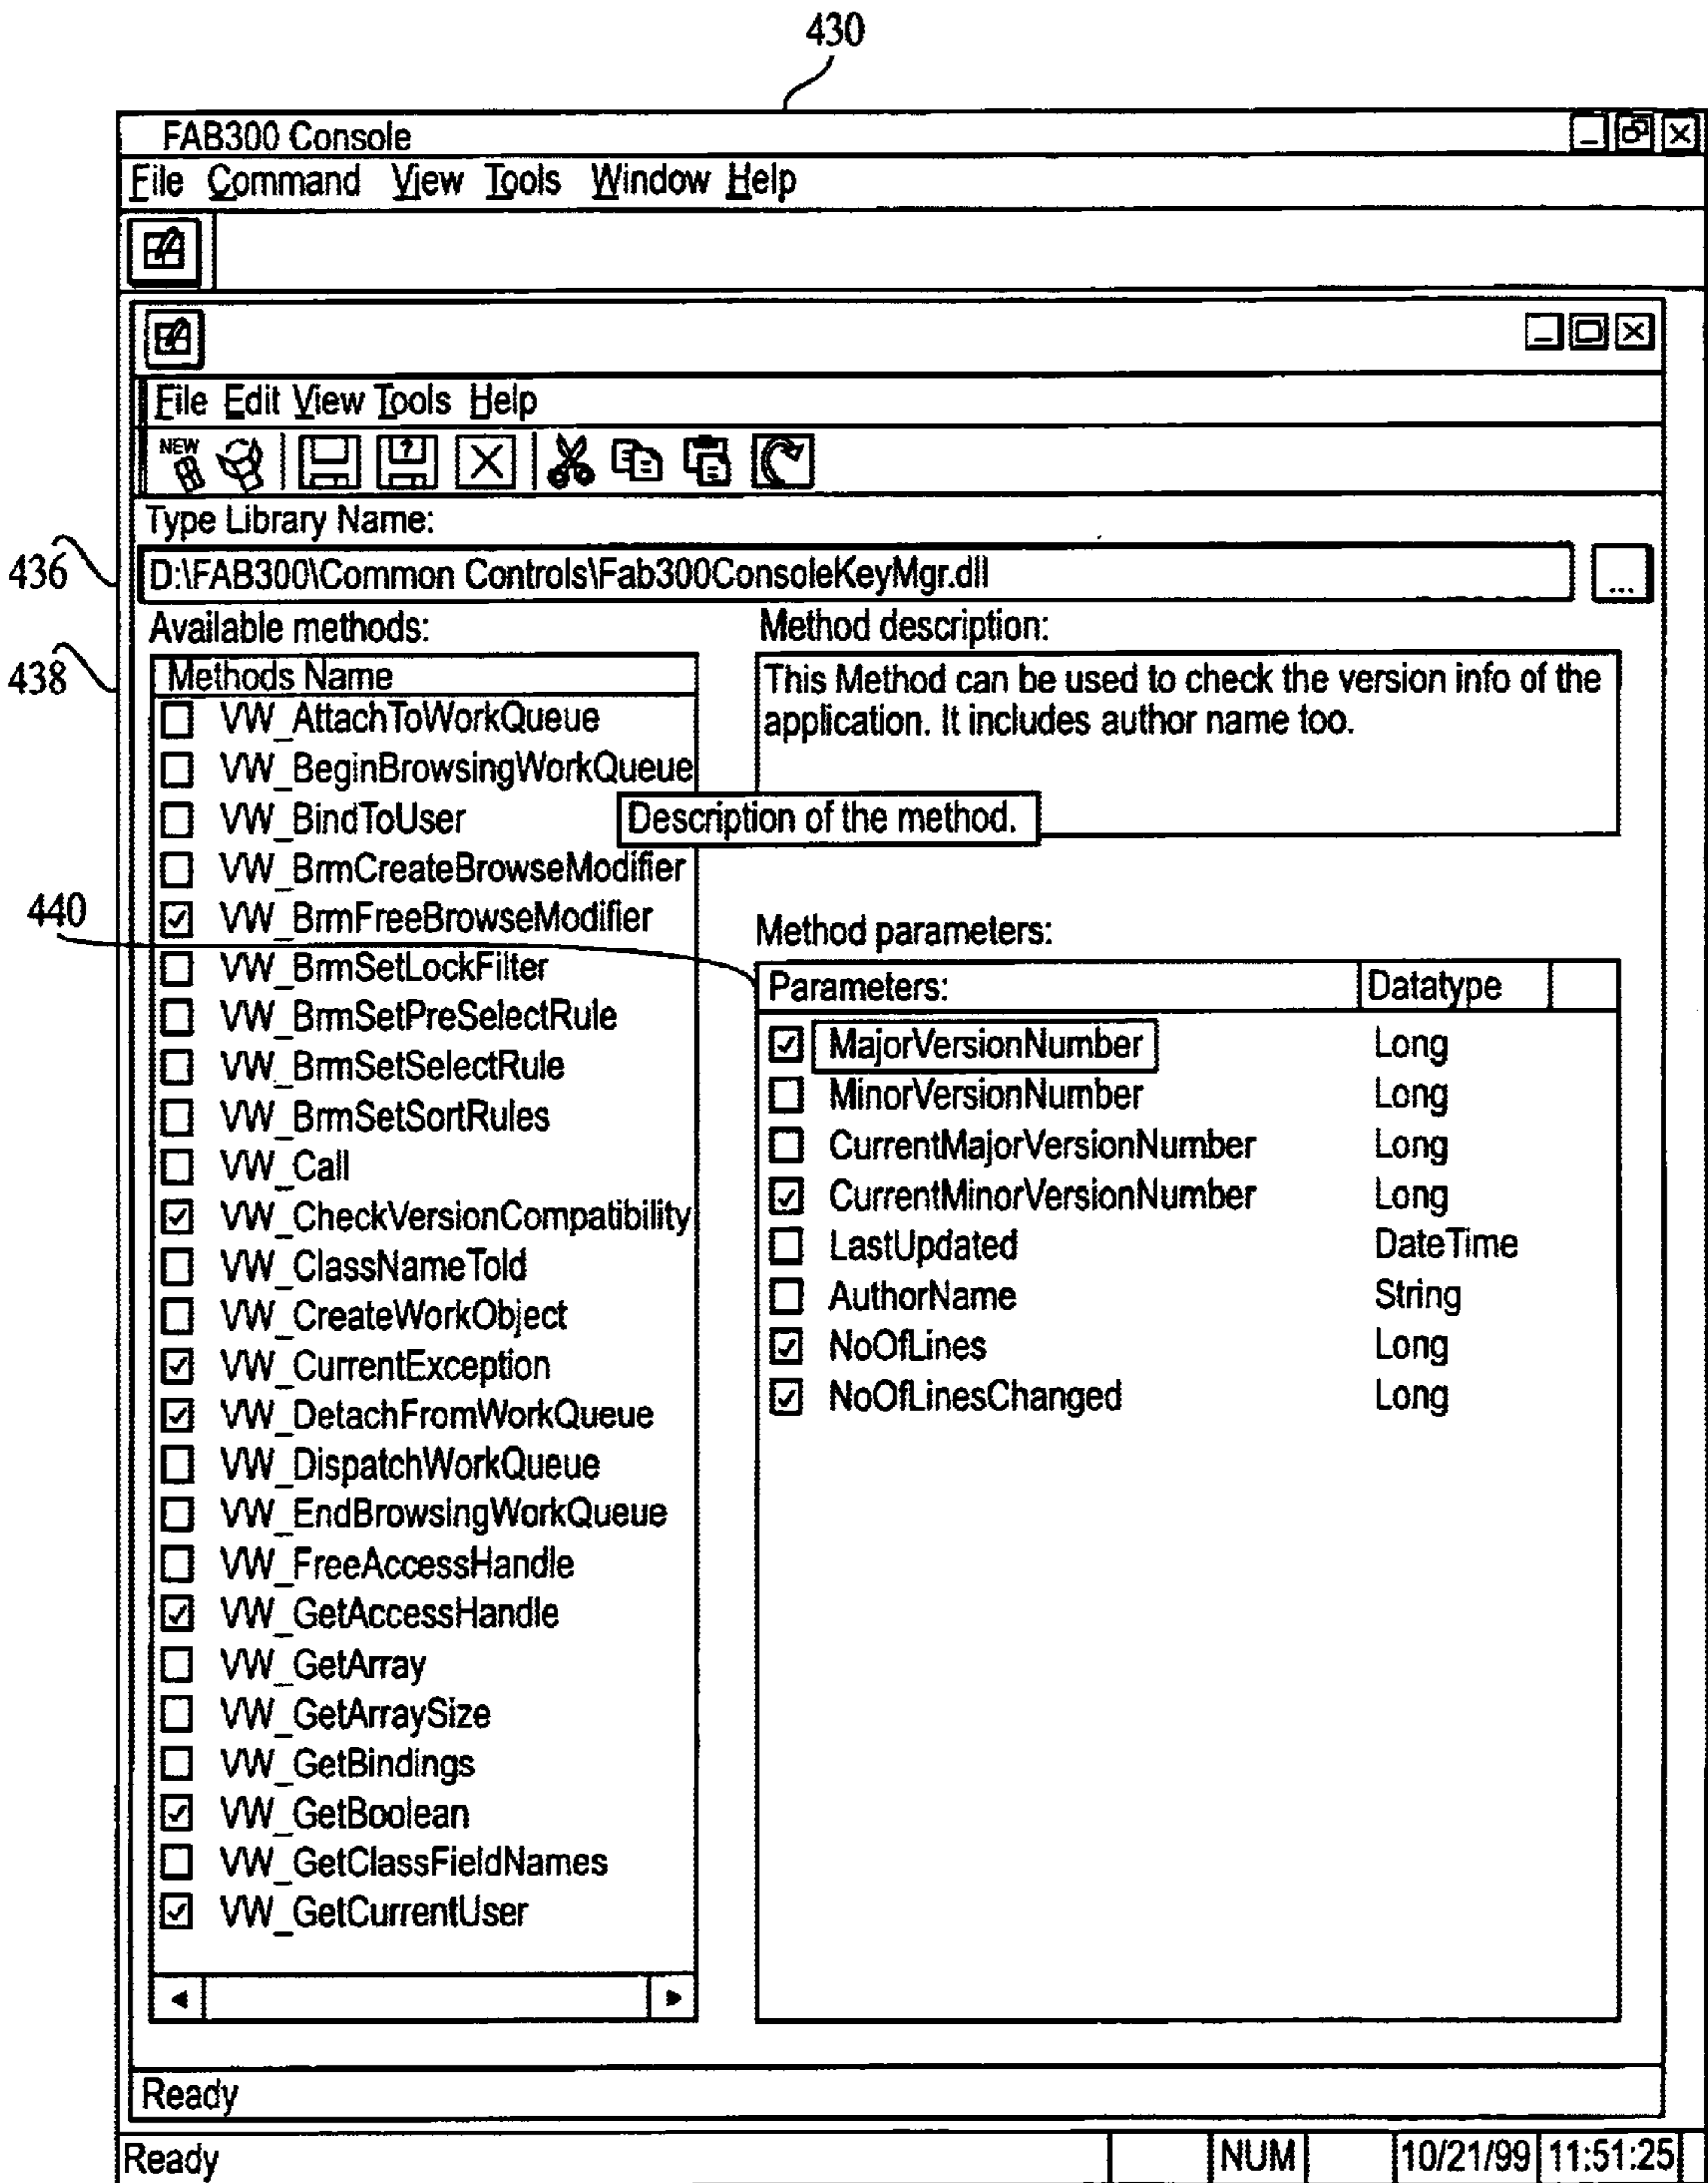 430
FAB300 Console
File Command View Tools Window Help
File Edit View Tools Help
NEW
Type Library Name:
436
D:\FAB300\Common Controls\Fab300ConsoleKeyMgr.dll
...
Available methods:
438
Methods Name
VW_AttachToWorkQueue
VW_BeginBrowsingWorkQueue
VW_BindToUser
VW_BrmCreateBrowseModifier
440
VW_BrmFreeBrowseModifier
VW_BrmSetLockFilter
VW_BrmSetPreSelectRule
VW_BrmSetSelectRule
VW_BrmSetSortRules
VW_Call
VW_CheckVersionCompatibility
VW_ClassNameToId
VW_CreateWorkObject
VW_CurrentException
VW_DetachFromWorkQueue
VW_DispatchWorkQueue
VW_EndBrowsingWorkQueue
VW_FreeAccessHandle
VW_GetAccessHandle
VW_GetArray
VW_GetArraySize
VW_GetBindings
VW_GetBoolean
VW_GetClassFieldNames
VW_GetCurrentUser
Method description:
This Method can be used to check the version info of the
application. It includes author name too.
Description of the method.
Method parameters:
Parameters: Datatype
MajorVersionNumber Long
MinorVersionNumber Long
CurrentMajorVersionNumber Long
CurrentMinorVersionNumber Long
LastUpdated DateTime
AuthorName String
NoOfLines Long
NoOfLinesChanged Long
Ready
Ready NUM 10/21/99 11:51:25